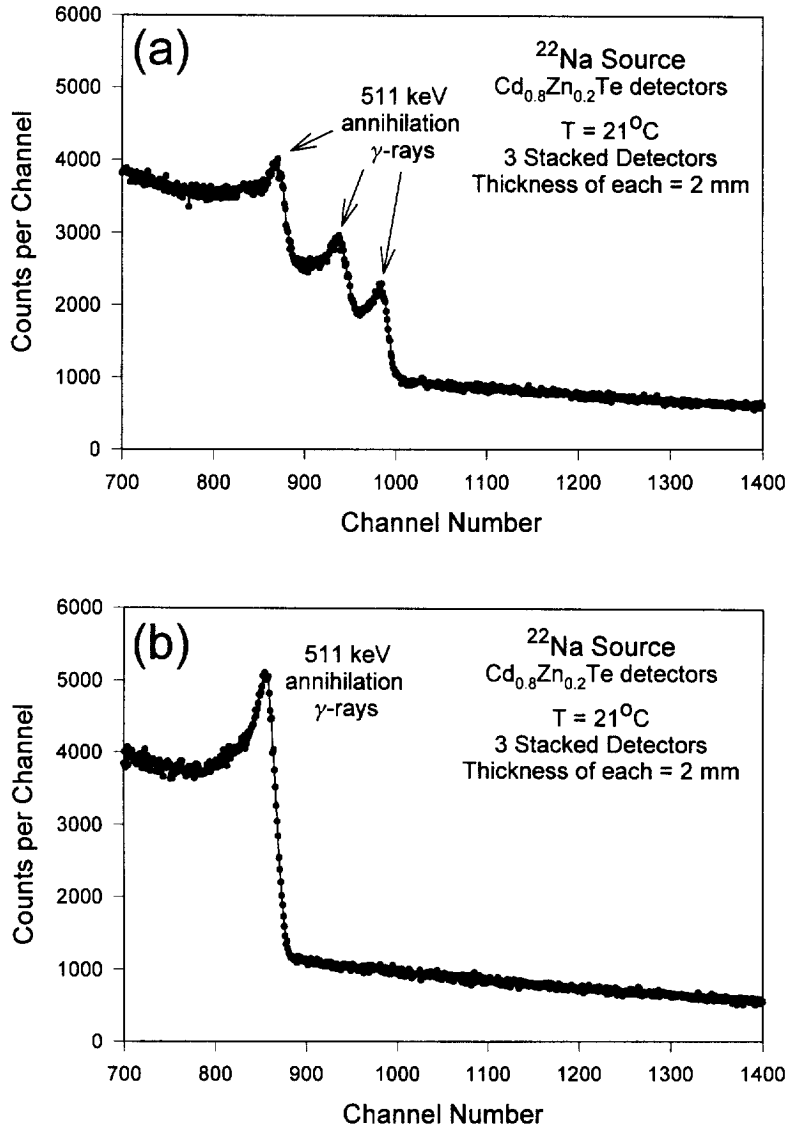 (a)
6000
5000
4000
3000
2000
1000
0
Counts per Channel
511 keV
annihilation
γ-rays
²²Na Source
Cd₀.₈Zn₀.₂Te detectors
T = 21⁰C
3 Stacked Detectors
Thickness of each = 2 mm
700 800 900 1000 1100 1200 1300 1400
Channel Number
(b)
6000
5000
4000
3000
2000
1000
0
Counts per Channel
511 keV
annihilation
γ-rays
²²Na Source
Cd₀.₈Zn₀.₂Te detectors
T = 21⁰C
3 Stacked Detectors
Thickness of each = 2 mm
700 800 900 1000 1100 1200 1300 1400
Channel Number